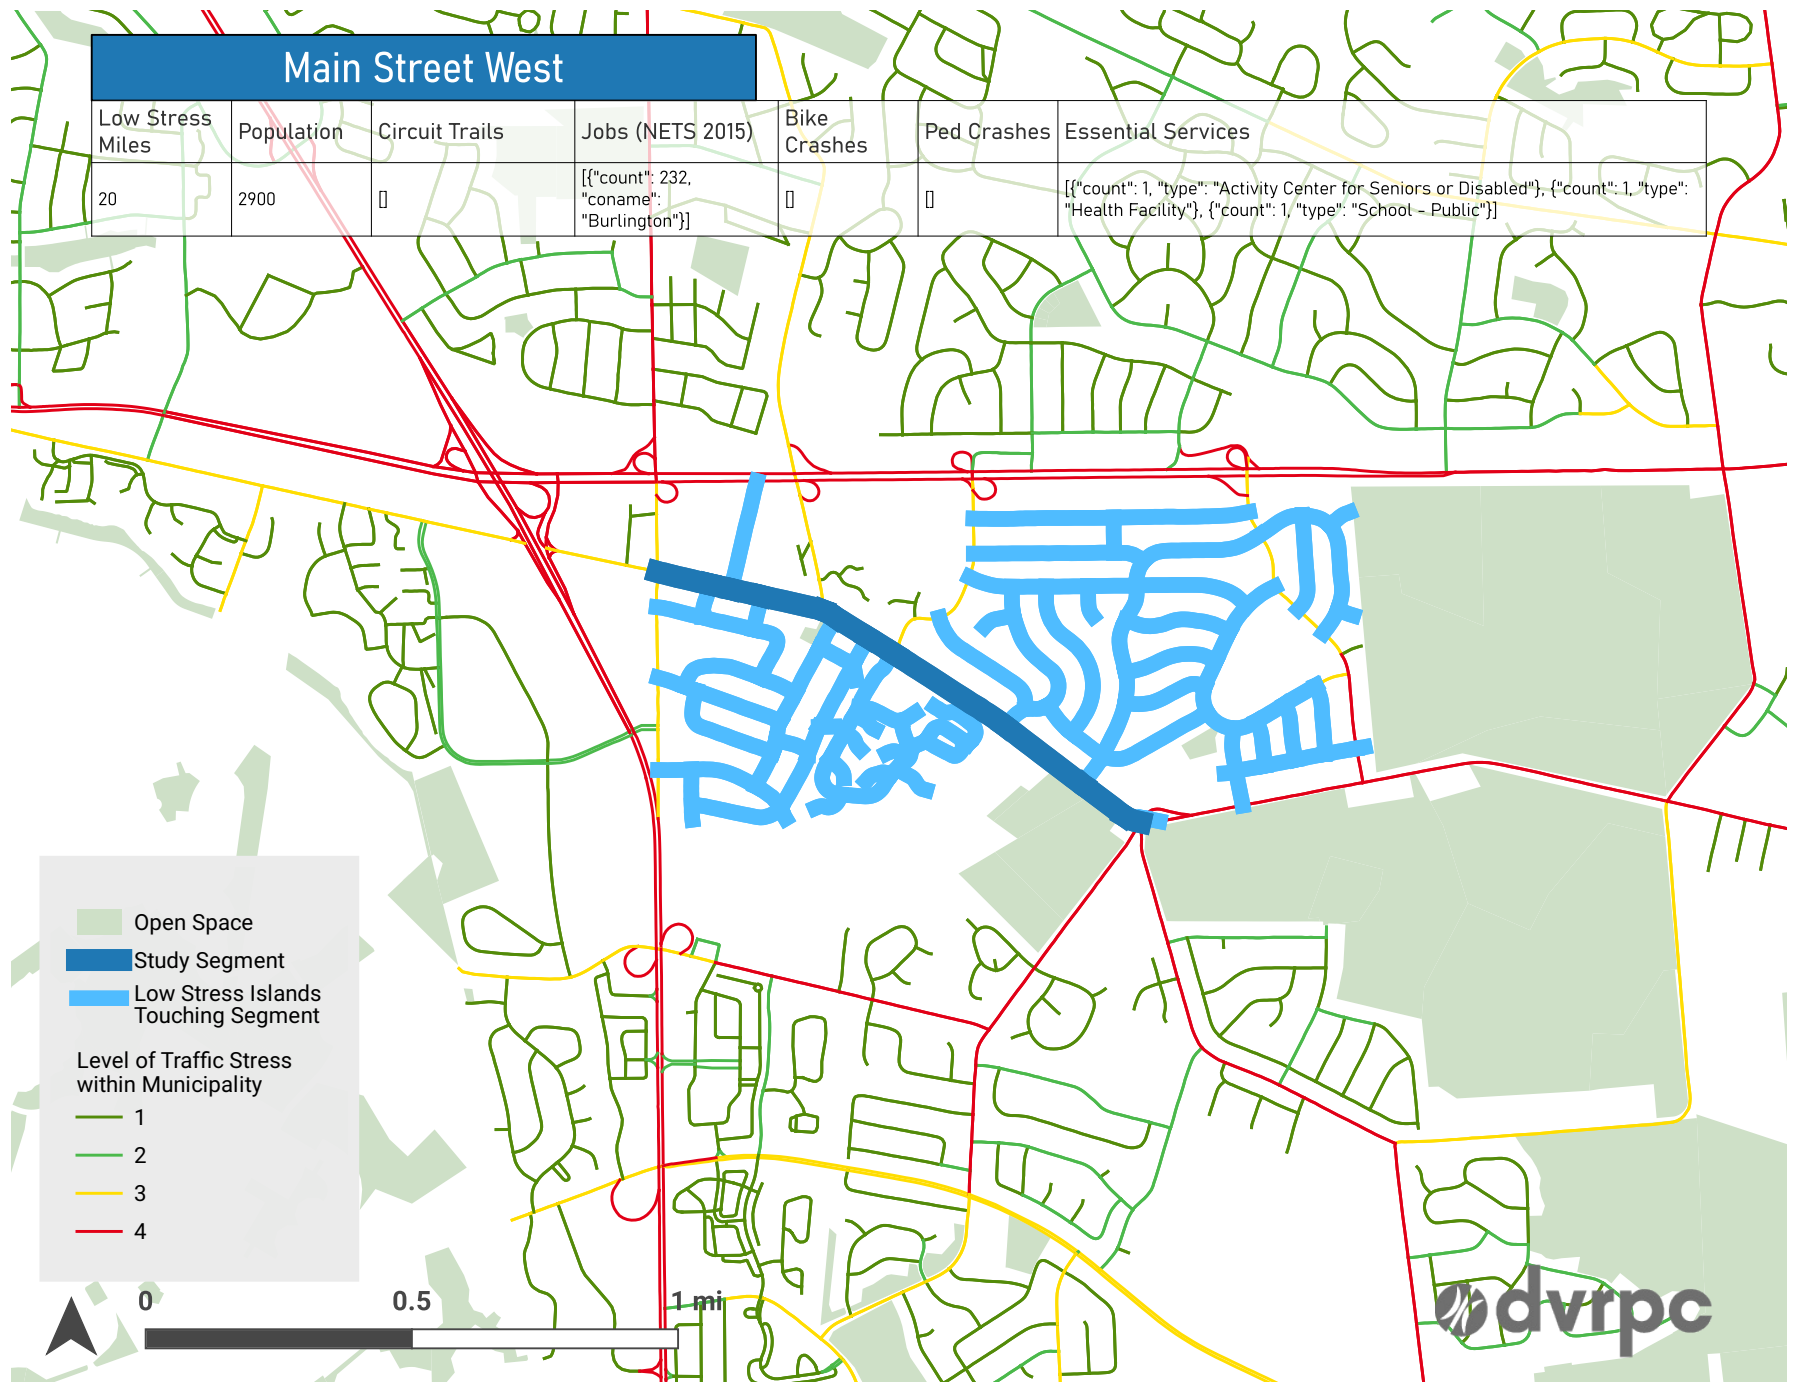 Main Street West
Low Stress
Miles
Population
Circuit Trails
Jobs (NETS 2015)
Bike
Crashes
Ped Crashes
Essential Services
20
2900
[]
[{"count": 232,
"coname":
"Burlington"}]
[]
[]
[{"count": 1, "type": "Activity Center for Seniors or Disabled"}, {"count": 1, "type":
"Health Facility"}, {"count": 1, "type": "School - Public"}]
Open Space
Study Segment
Low Stress Islands
Touching Segment
Level of Traffic Stress
within Municipality
1
2
3
4
0
0.5
1 mi
dvrpc